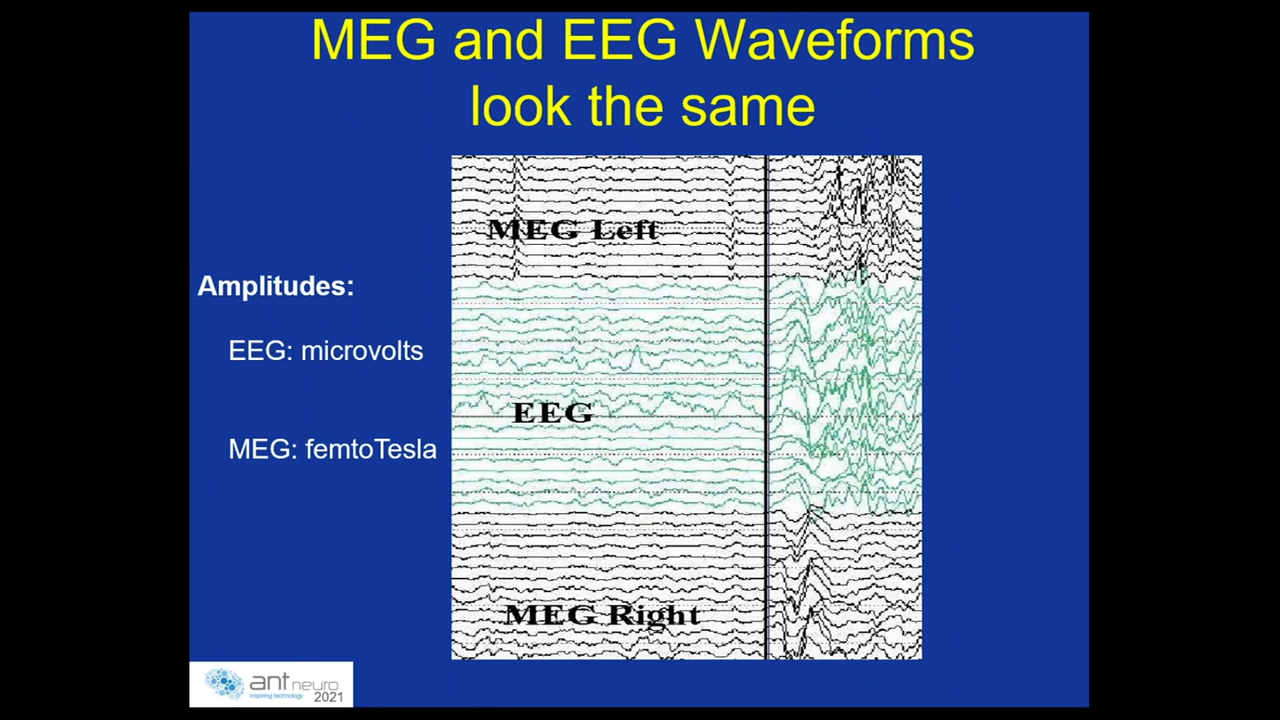 MEG and EEG Waveforms
look the same
MEG Left
Amplitudes:
EEG: microvolts
EEG
MEG: femtoTesla
MEG Right
ant neuro
inspiring technology
2021